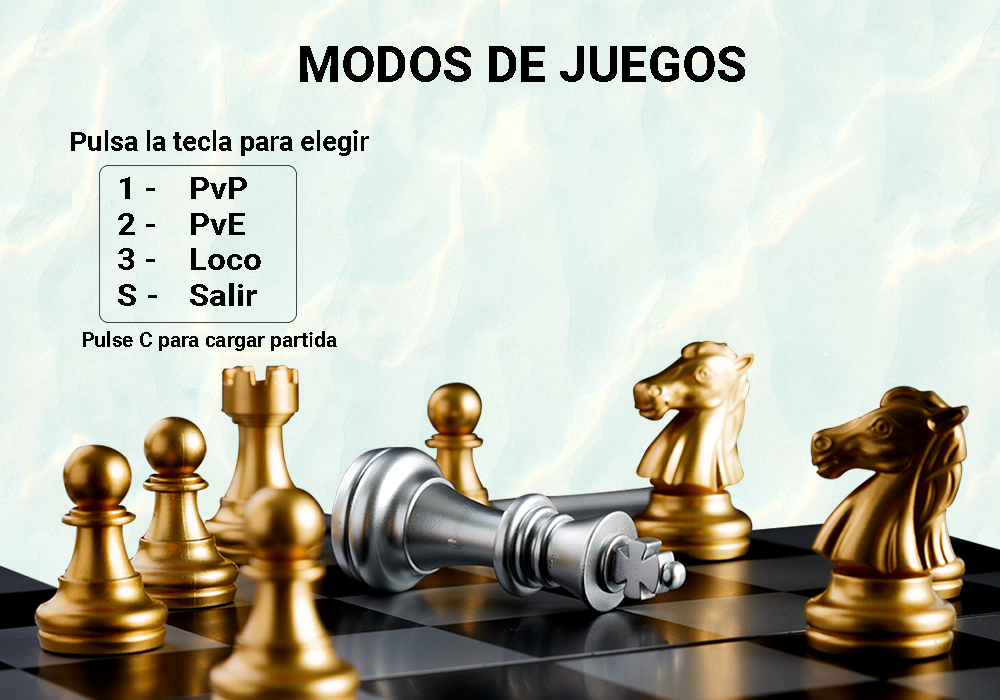 MODOS DE JUEGOS
Pulsa la tecla para elegir
1 - PvP
2 - PvE
3 - Loco
S - Salir
Pulse C para cargar partida